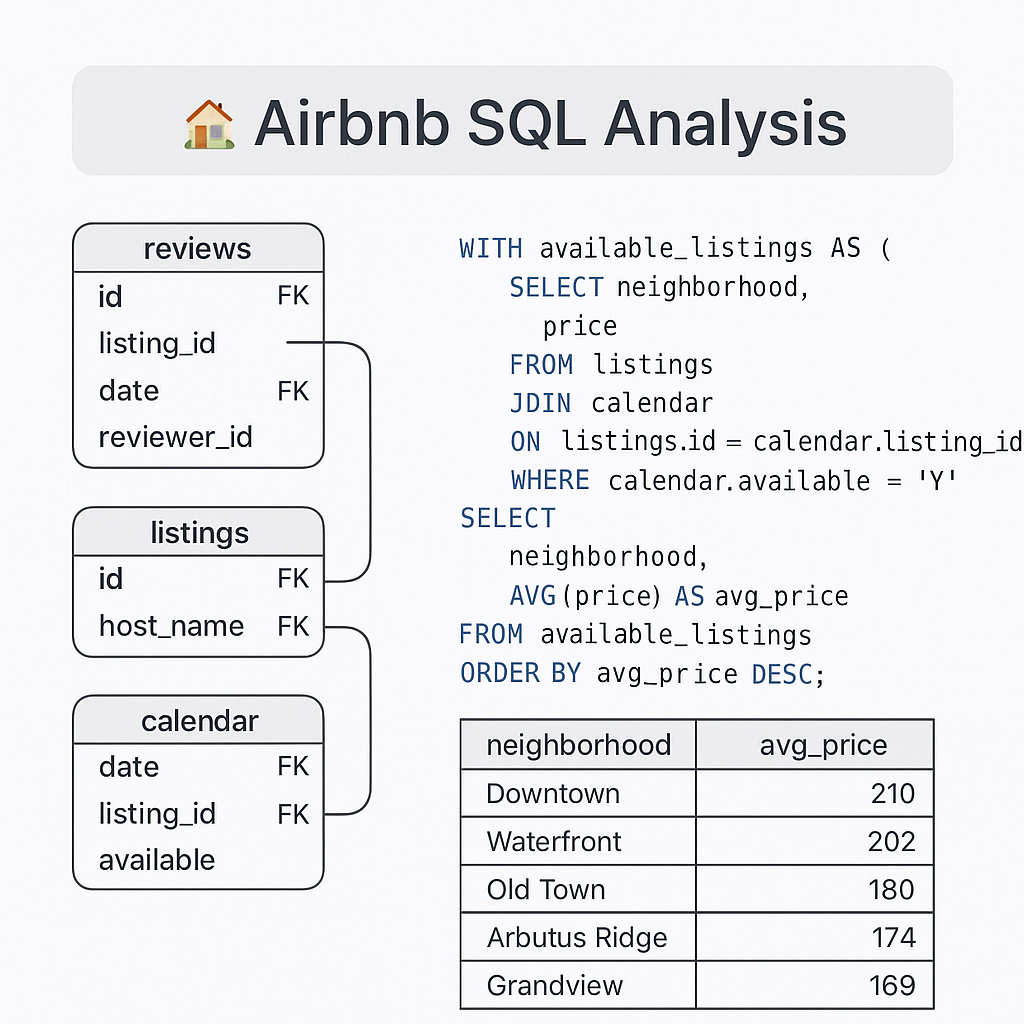 🏠 Airbnb SQL Analysis
reviews
id FK
listing_id
date FK
reviewer_id
listings
id FK
host_name FK
calendar
date FK
listing_id FK
available
WITH available_listings AS (
SELECT neighborhood,
price
FROM listings
JDIN calendar
ON listings.id = calendar.listing_id
WHERE calendar.available = 'Y'
SELECT
neighborhood,
AVG(price) AS avg_price
FROM available_listings
ORDER BY avg_price DESC;
neighborhood avg_price
Downtown 210
Waterfront 202
Old Town 180
Arbutus Ridge 174
Grandview 169